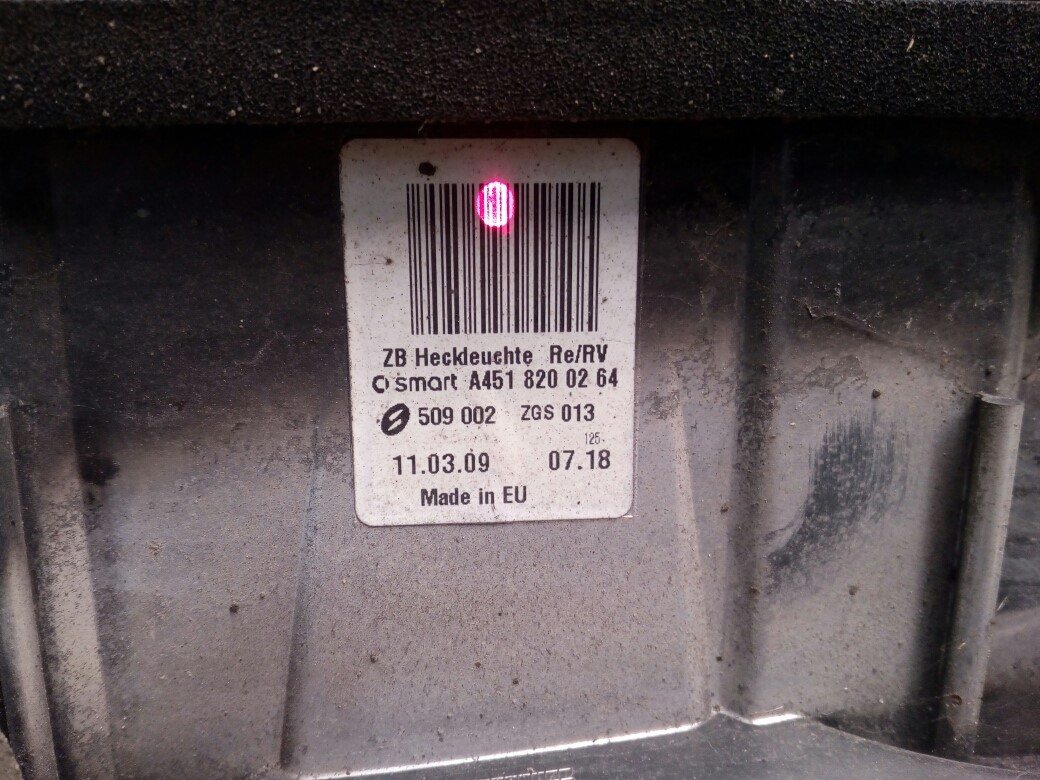 ZB Heckleuchte Re/RV
smart A451 820 02 64
509 002 ZGS 013
125
11.03.09 07.18
Made in EU